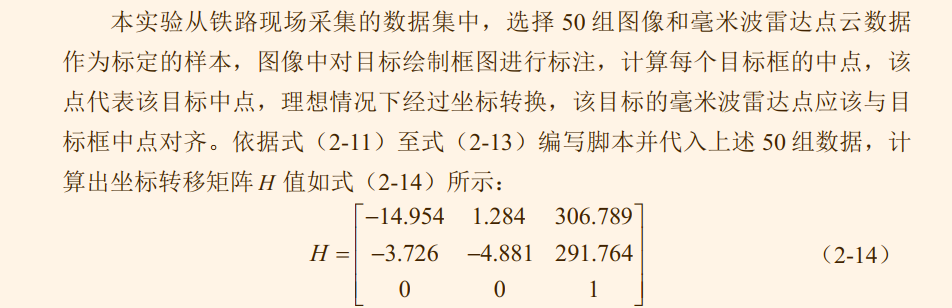 本实验从铁路现场采集的数据集中，选择 50 组图像和毫米波雷达点云数据
作为标定的样本，图像中对目标绘制框图进行标注，计算每个目标框的中点，该
点代表该目标中点，理想情况下经过坐标转换，该目标的毫米波雷达点应该与目
标框中点对齐。依据式（2-11）至式（2-13）编写脚本并代入上述 50 组数据，计
算出坐标转移矩阵 H 值如式（2-14）所示：
−14.954 1.284 306.789
H = −3.726 −4.881 291.764 （2-14）
0 0 1